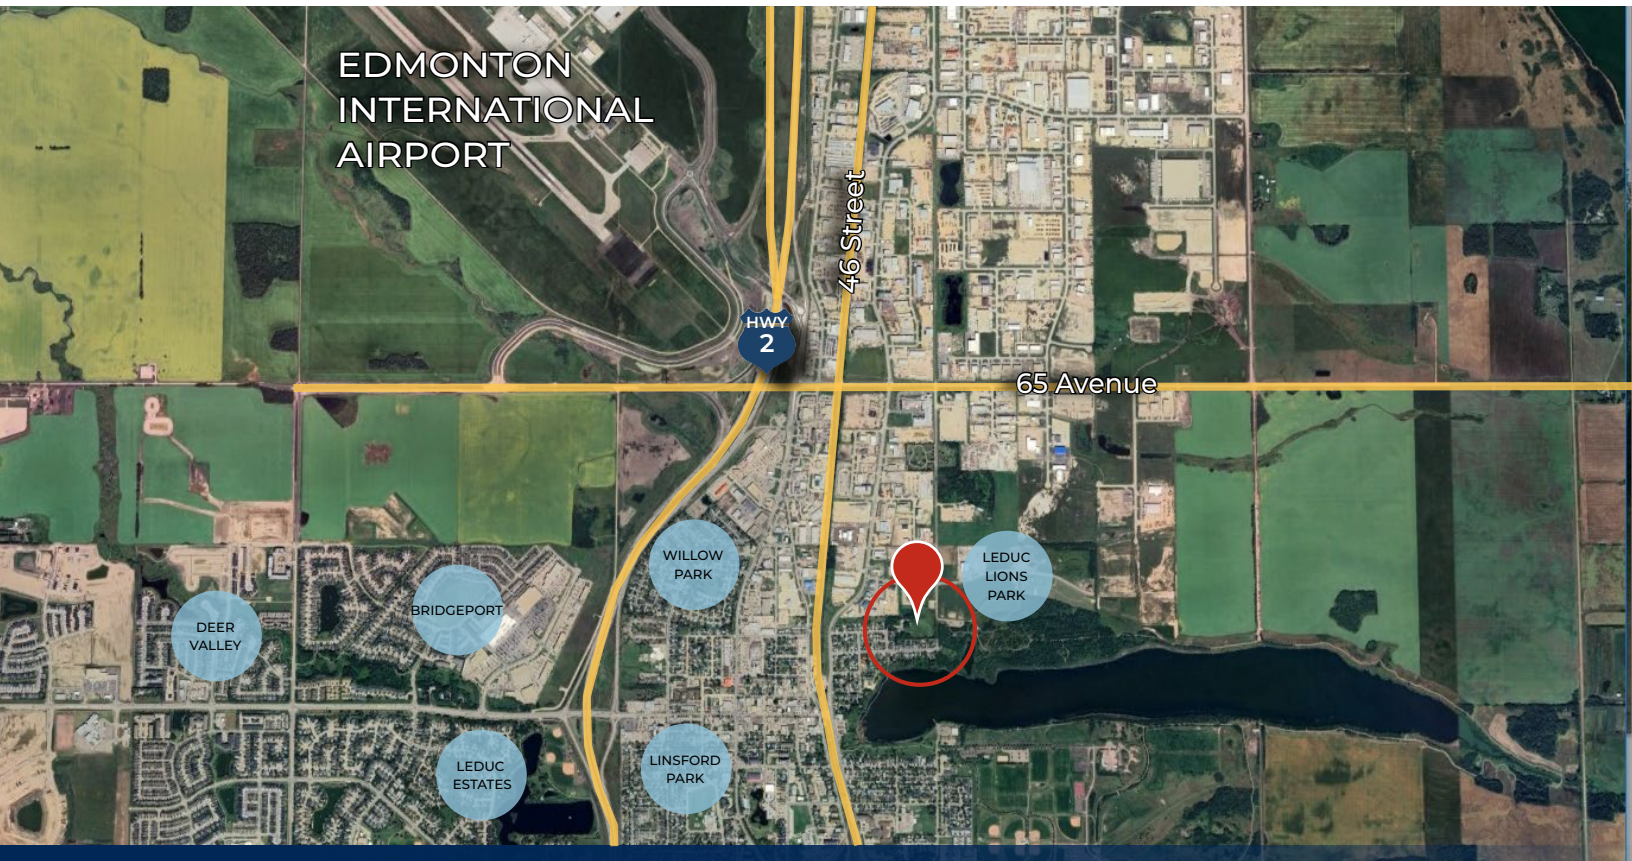 EDMONTON
INTERNATIONAL
AIRPORT
46 Street
HWY
2
65 Avenue
WILLOW
PARK
LEDUC
LIONS
PARK
BRIDGEPORT
DEER
VALLEY
LINSFORD
PARK
LEDUC
ESTATES